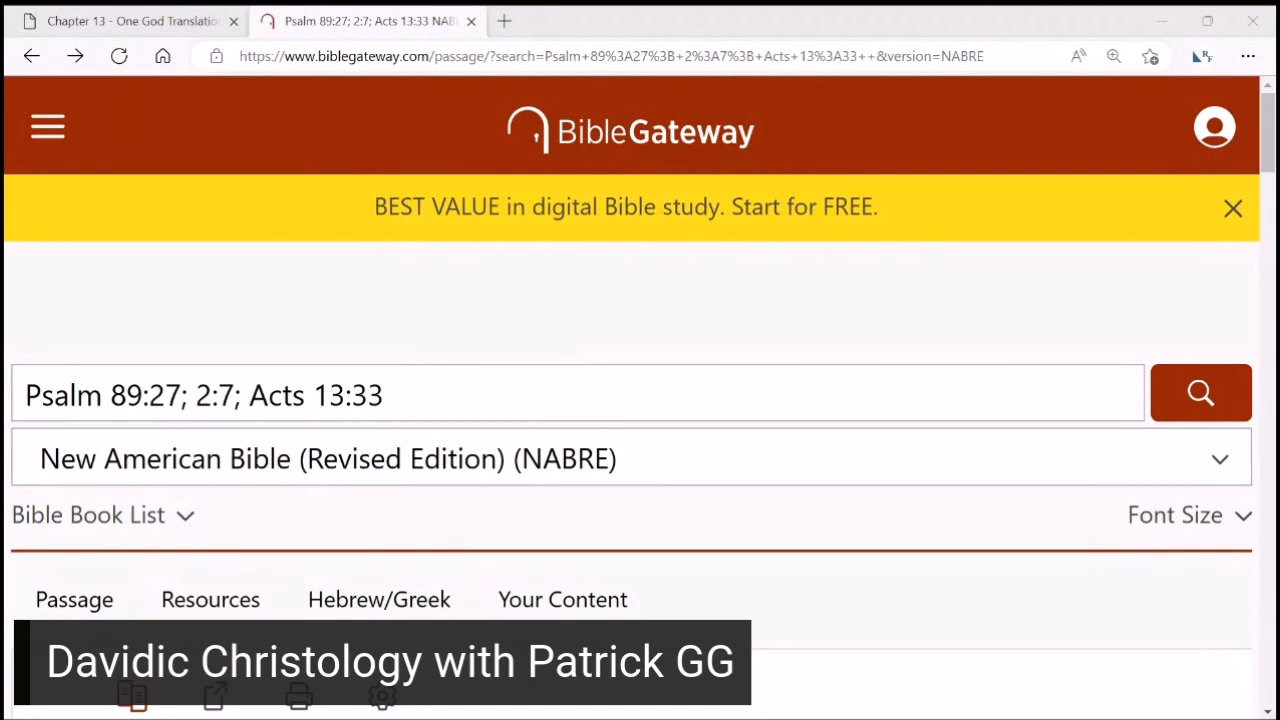 Chapter 13 - One God Translatio
Psalm 89:27; 2:7; Acts 13:33 NAB
https://www.biblegateway.com/passage/?search=Psalm+89%3A27%3B+2%3A7%3B+Acts+13%3A33++&version=NABRE
BibleGateway
BEST VALUE in digital Bible study. Start for FREE.
Psalm 89:27; 2:7; Acts 13:33
New American Bible (Revised Edition) (NABRE)
Bible Book List
Font Size
Passage Resources Hebrew/Greek Your Content
Davidic Christology with Patrick GG